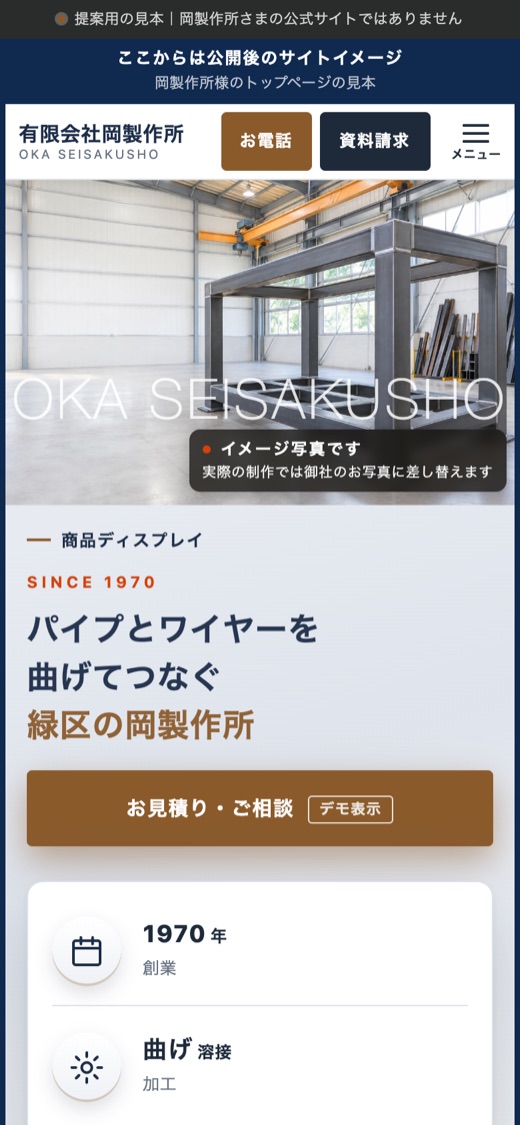 提案用の見本｜岡製作所さまの公式サイトではありません
ここからは公開後のサイトイメージ
岡製作所様のトップページの見本
有限会社岡製作所
OKA SEISAKUSHO
お電話
資料請求
メニュー
OKA SEISAKUSHO
イメージ写真です
実際の制作では御社のお写真に差し替えます
商品ディスプレイ
SINCE 1970
パイプとワイヤーを
曲げてつなぐ
緑区の岡製作所
お見積り・ご相談 デモ表示
1970 年
創業
曲げ 溶接
加工